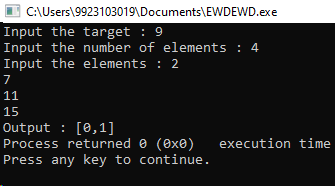 C:\Users\9923103019\Documents\EWDEWD.exe
Input the target : 9
Input the number of elements : 4
Input the elements : 2
7
11
15
Output : [0,1]
Process returned 0 (0x0)   execution time
Press any key to continue.